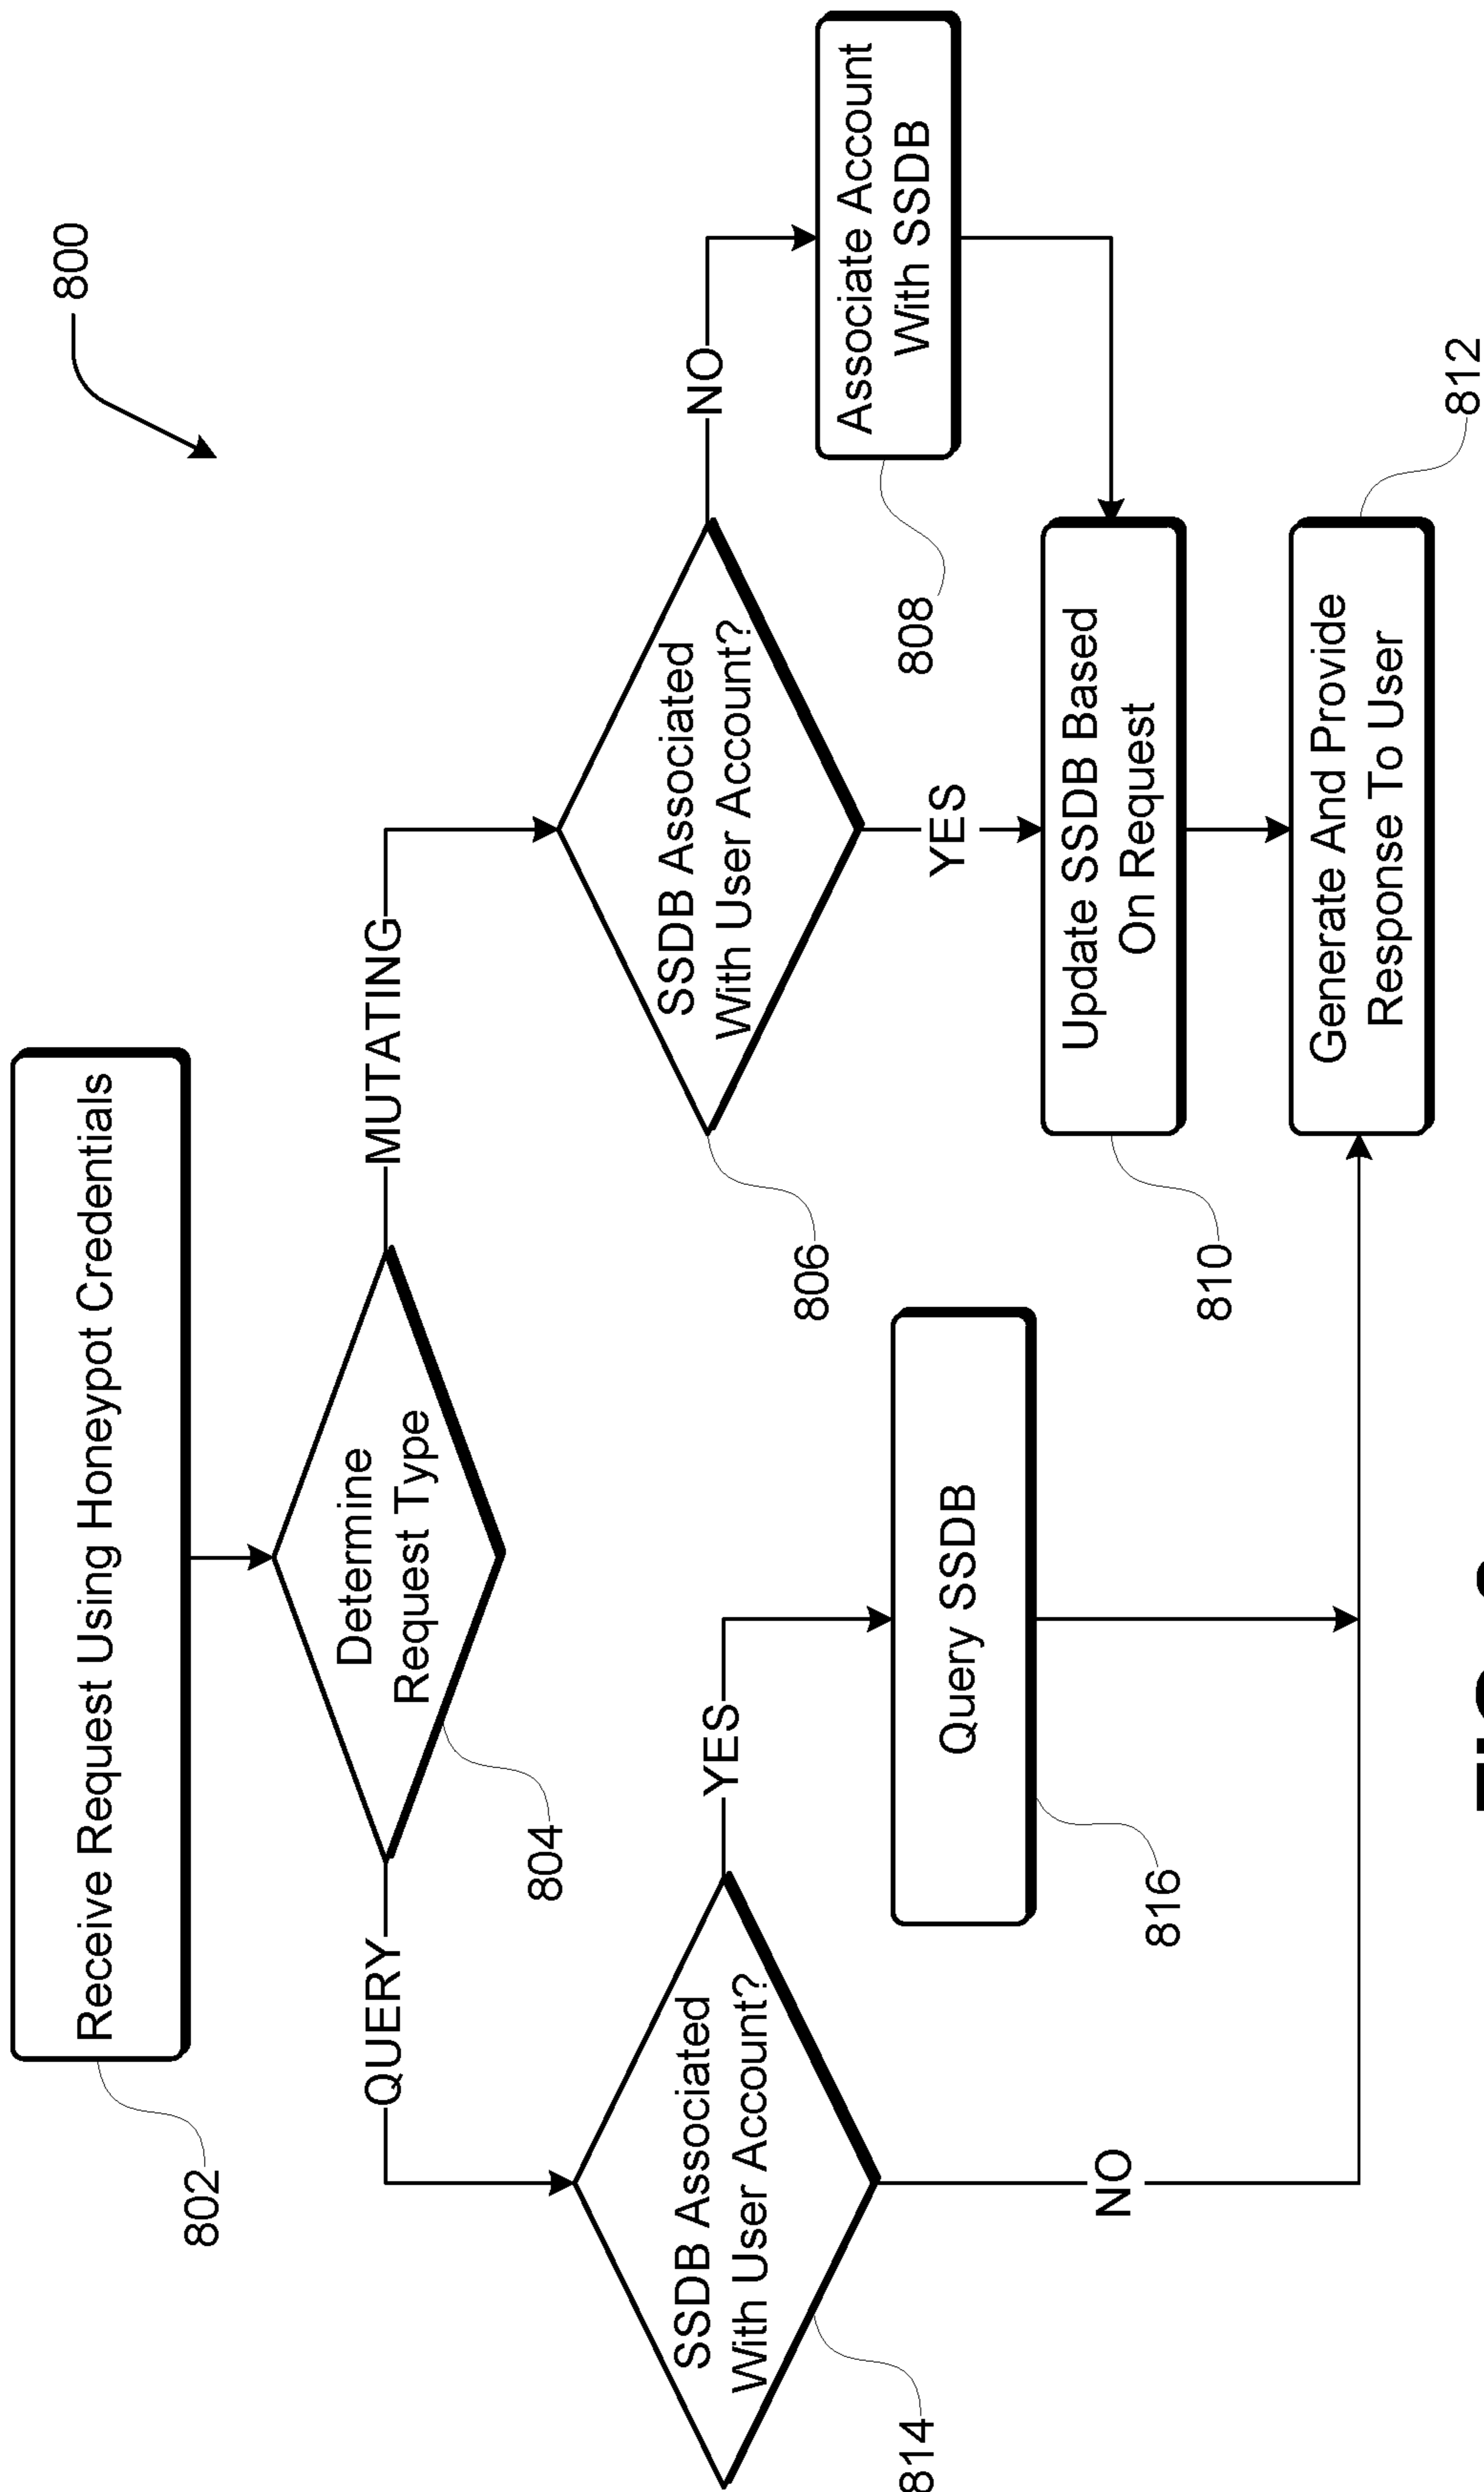 800
Receive Request Using Honeypot Credentials
802
Determine
Request Type
804
QUERY
MUTATING
SSDB Associated
With User Account?
814
YES
NO
Query SSDB
816
SSDB Associated
With User Account?
806
NO
YES
Associate Account
With SSDB
808
Update SSDB Based
On Request
810
Generate And Provide
Response To User
812